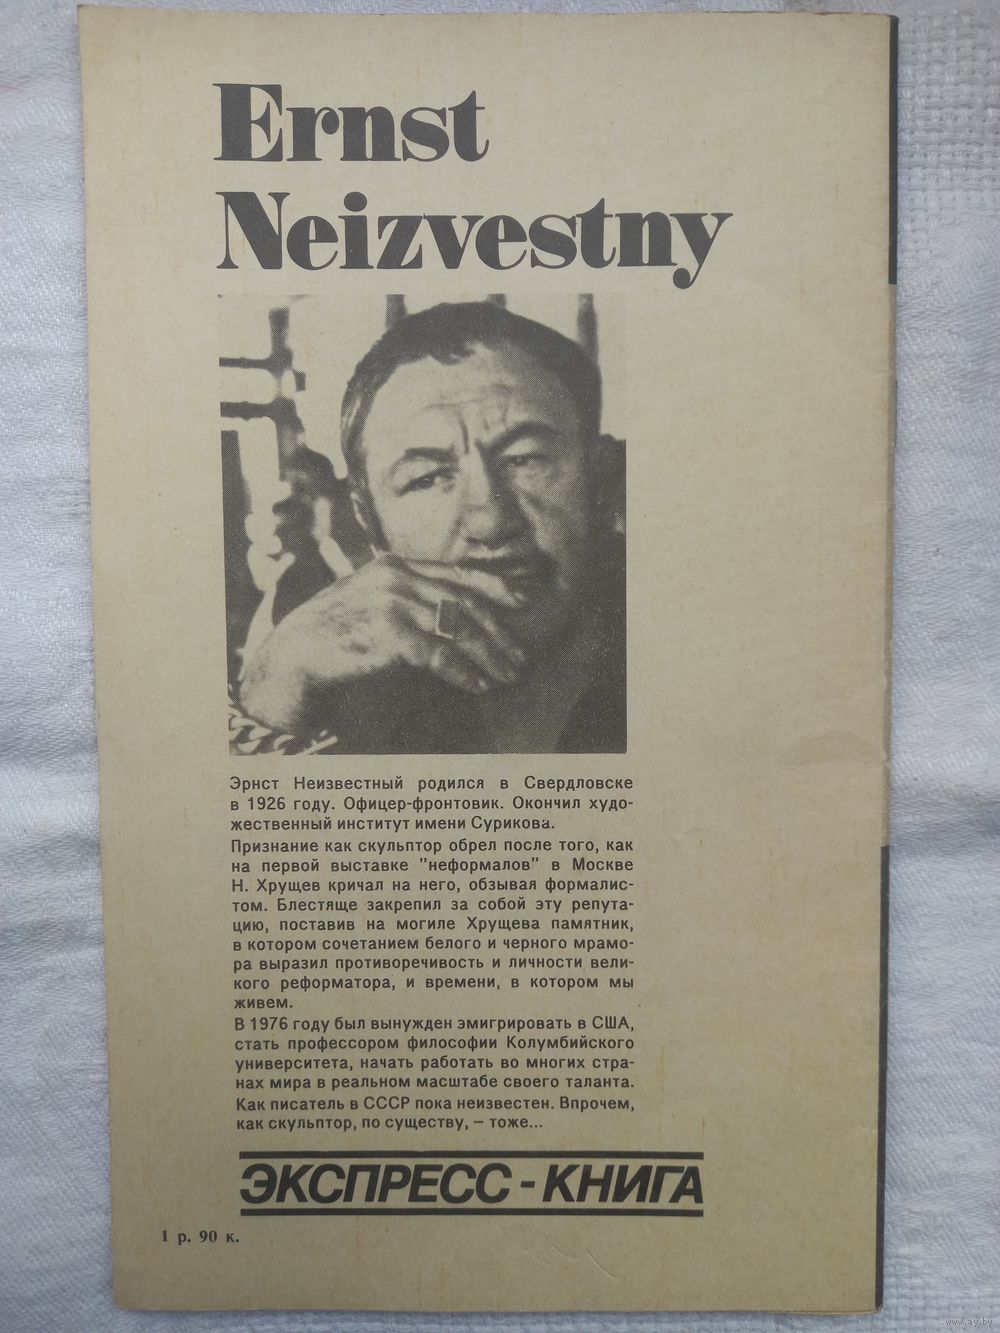 Ernst
Neizvestny
Эрнст Неизвестный родился в Свердловске
в 1926 году. Офицер-фронтовик. Окончил худо-
жественный институт имени Сурикова.
Признание как скульптор обрел после того, как
на первой выставке "неформалов" в Москве
Н. Хрущев кричал на него, обзывая формалис-
том. Блестяще закрепил за собой эту репута-
цию, поставив на могиле Хрущева памятник,
в котором сочетанием белого и черного мрамо-
ра выразил противоречивость и личности вели-
кого реформатора, и времени, в котором мы
живем.
В 1976 году был вынужден эмигрировать в США,
стать профессором философии Колумбийского
университета, начать работать во многих стра-
нах мира в реальном масштабе своего таланта.
Как писатель в СССР пока неизвестен. Впрочем,
как скульптор, по существу, – тоже...
ЭКСПРЕСС-КНИГА
1 р. 90 к.
www.ay.by